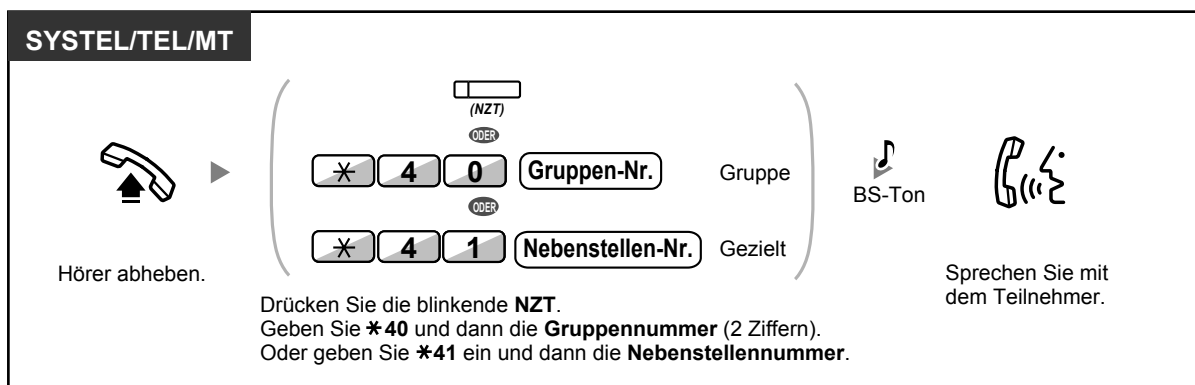 SYSTEL/TEL/MT
(NZT)
ODER
* 4 0 Gruppen-Nr. Gruppe
ODER
* 4 1 Nebenstellen-Nr. Gezielt
BS-Ton
Hörer abheben.
Drücken Sie die blinkende NZT.
Geben Sie *40 und dann die Gruppennummer (2 Ziffern).
Oder geben Sie *41 ein und dann die Nebenstellennummer.
Sprechen Sie mit
dem Teilnehmer.